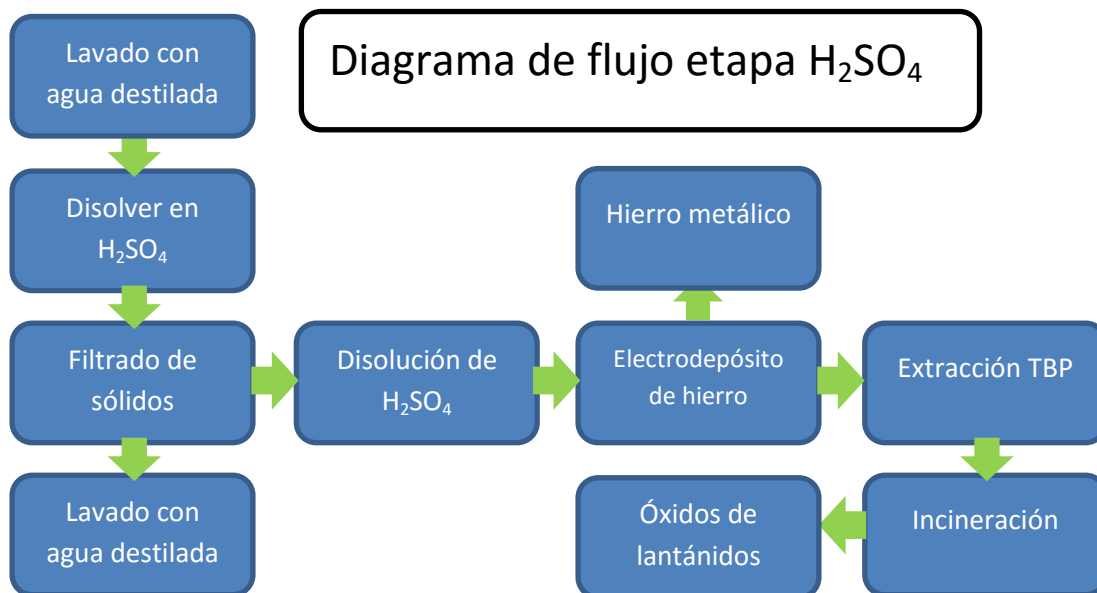 Lavado con
agua destilada
Diagrama de flujo etapa H₂SO₄
Disolver en
H₂SO₄
Hierro metálico
Filtrado de
sólidos
Disolución de
H₂SO₄
Electrodepósito
de hierro
Extracción TBP
Lavado con
agua destilada
Óxidos de
lantánidos
Incineración